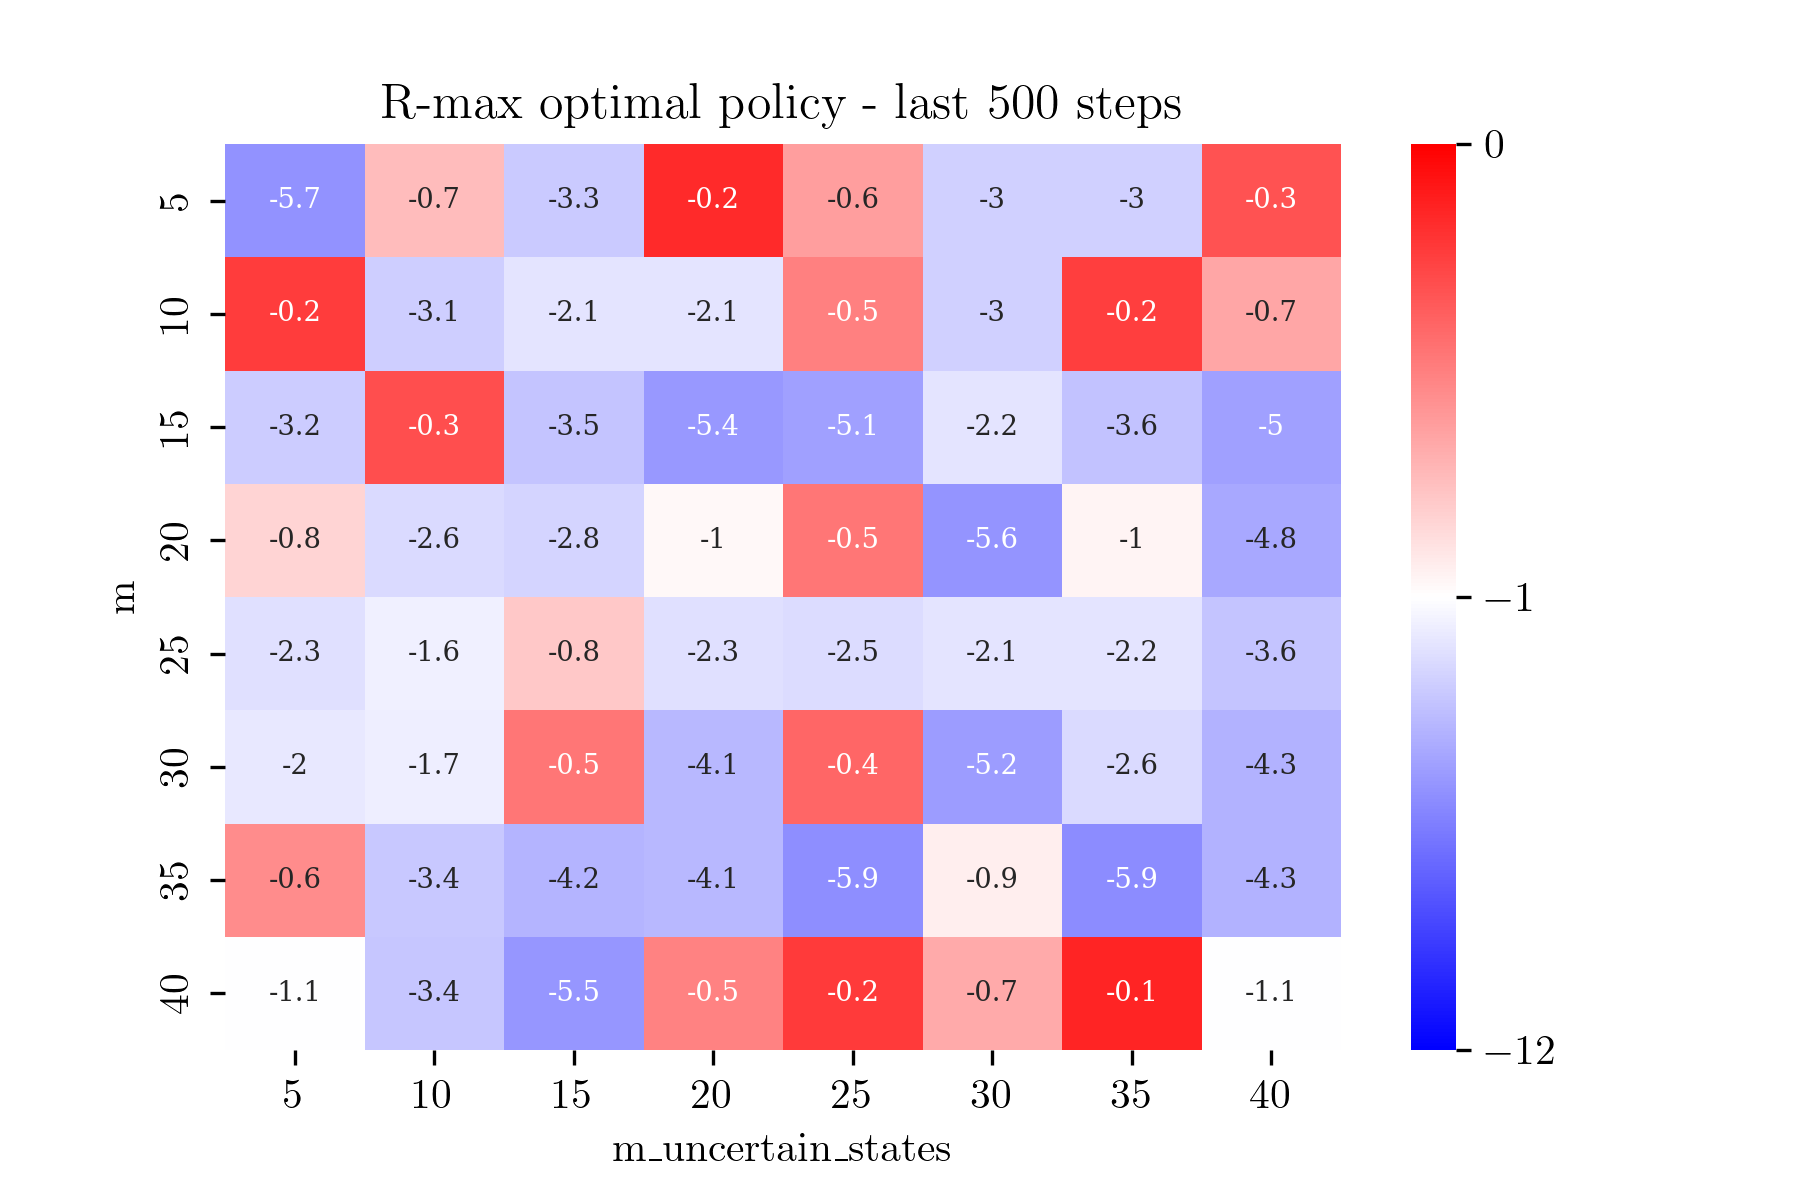 R-max optimal policy - last 500 steps
0
5 -5.7 -0.7 -3.3 -0.2 -0.6 -3 -3 -0.3
10 -0.2 -3.1 -2.1 -2.1 -0.5 -3 -0.2 -0.7
15 -3.2 -0.3 -3.5 -5.4 -5.1 -2.2 -3.6 -5
20 -0.8 -2.6 -2.8 -1 -0.5 -5.6 -1 -4.8
m
−1
25 -2.3 -1.6 -0.8 -2.3 -2.5 -2.1 -2.2 -3.6
30 -2 -1.7 -0.5 -4.1 -0.4 -5.2 -2.6 -4.3
35 -0.6 -3.4 -4.2 -4.1 -5.9 -0.9 -5.9 -4.3
40 -1.1 -3.4 -5.5 -0.5 -0.2 -0.7 -0.1 -1.1
−12
5 10 15 20 25 30 35 40
m_uncertain_states